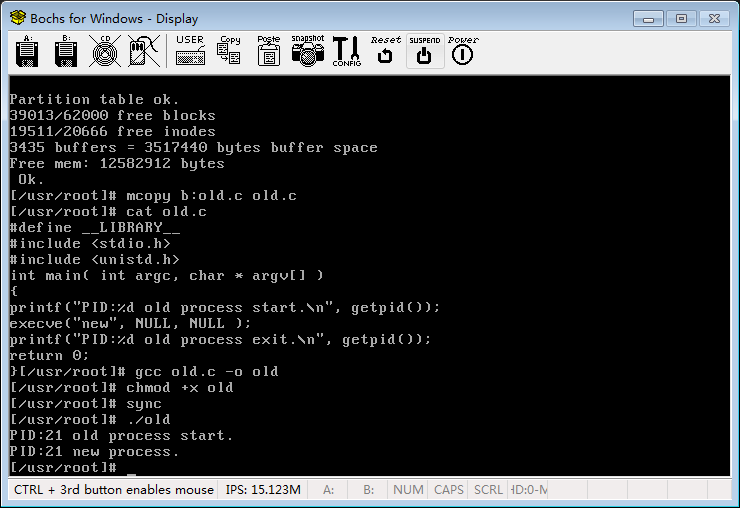 Bochs for Windows - Display
A: B: CD USER Copy Paste snapshot CONFIG Reset SUSPEND Power
Partition table ok.
39013/62000 free blocks
19511/20666 free inodes
3435 buffers = 3517440 bytes buffer space
Free mem: 12582912 bytes
 Ok.
[/usr/root]# mcopy b:old.c old.c
[/usr/root]# cat old.c
#define __LIBRARY__
#include <stdio.h>
#include <unistd.h>
int main( int argc, char * argv[] )
{
printf("PID:%d old process start.\n", getpid());
execve("new", NULL, NULL );
printf("PID:%d old process exit.\n", getpid());
return 0;
}[/usr/root]# gcc old.c -o old
[/usr/root]# chmod +x old
[/usr/root]# sync
[/usr/root]# ./old
PID:21 old process start.
PID:21 new process.
[/usr/root]# _
CTRL + 3rd button enables mouse IPS: 15.123M A: B: NUM CAPS SCRL